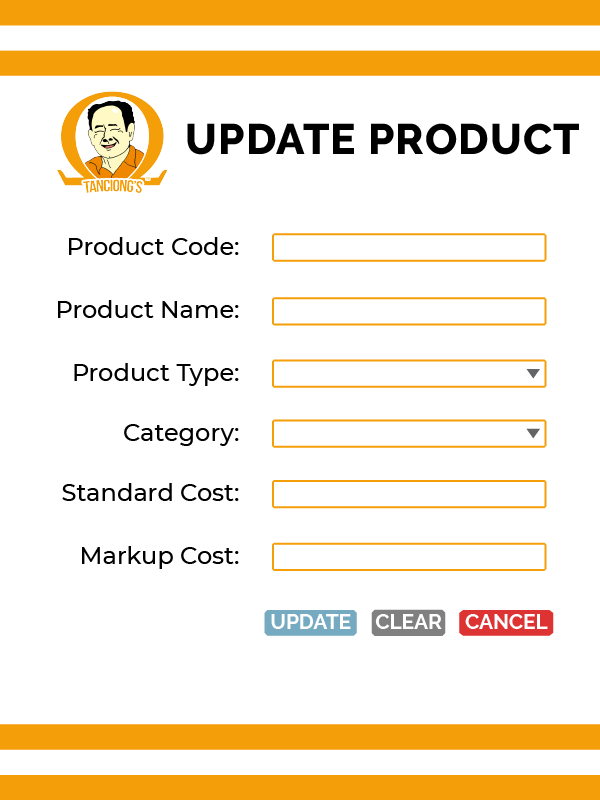 TANCIONG'S
UPDATE PRODUCT
Product Code:
Product Name:
Product Type:
Category:
Standard Cost:
Markup Cost:
UPDATE CLEAR CANCEL